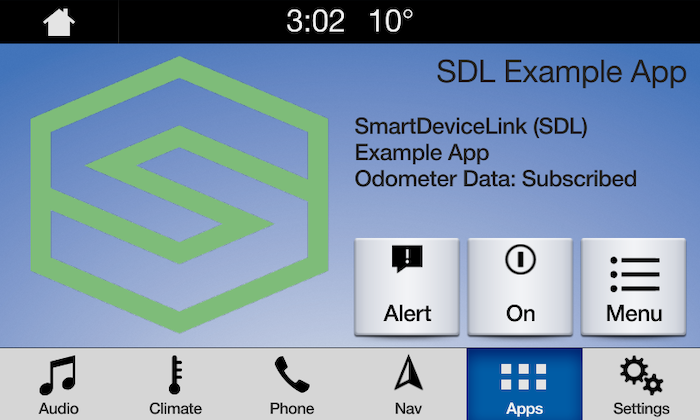 3:02 10°
SDL Example App
SmartDeviceLink (SDL)
Example App
Odometer Data: Subscribed
Alert
On
Menu
Audio
Climate
Phone
Nav
Apps
Settings